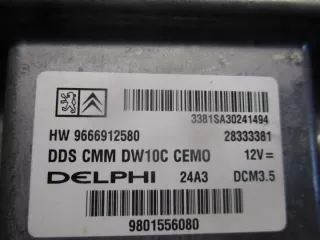 3381SA30241494
HW 9666912580 28333381
DDS CMM DW10C CEMO 12V=
DELPHI 24A3 DCM3.5
9801556080